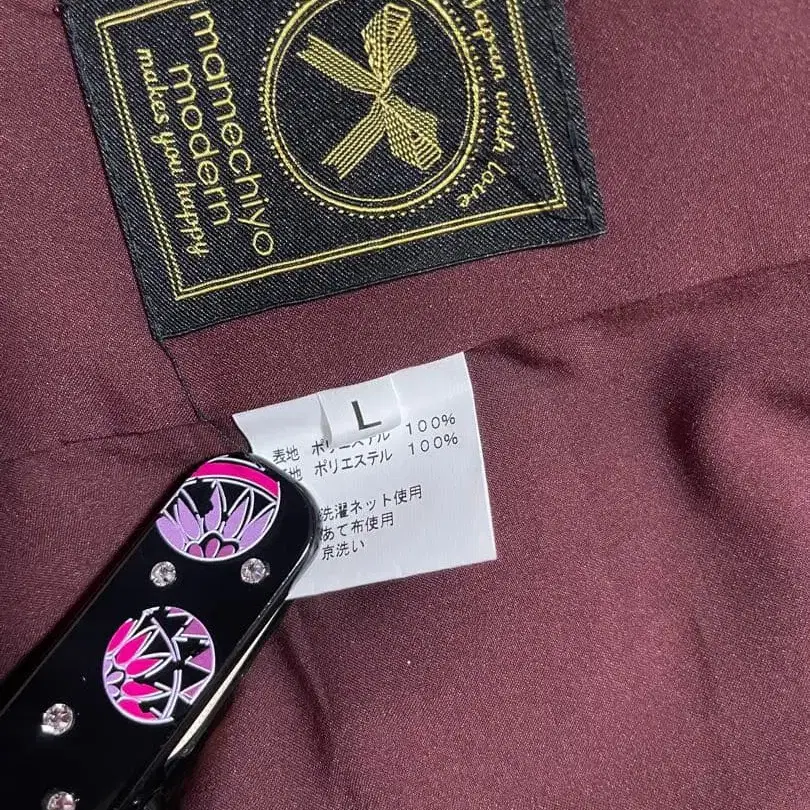 mamechiyo
modern
makes you happy
Japan with love
L
表地 ポリエステル 100%
地 ポリエステル 100%
洗濯ネット使用
あて布使用
京洗い